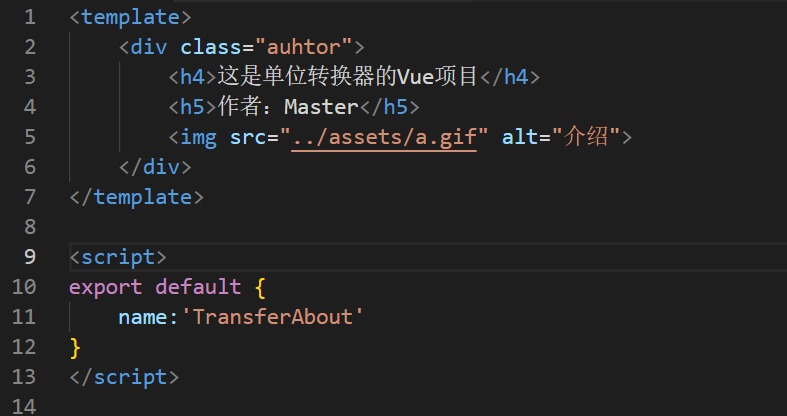 1 <template>
2     <div class="auhtor">
3         <h4>这是单位转换器的Vue项目</h4>
4         <h5>作者：Master</h5>
5         <img src="../assets/a.gif" alt="介绍">
6     </div>
7 </template>
8
9 <script>
10 export default {
11     name:'TransferAbout'
12 }
13 </script>
14